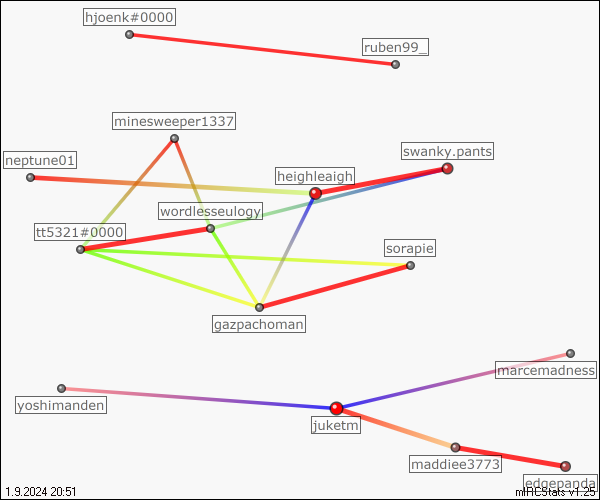 hjoenk#0000
ruben99_
minesweeper1337
swanky.pants
neptune01
heighleaigh
wordlesseulogy
tt5321#0000
sorapie
gazpachoman
marcemadness
yoshimanden
juketm
maddiee3773
edgepanda
1.9.2024 20:51
mIRCStats v1.25